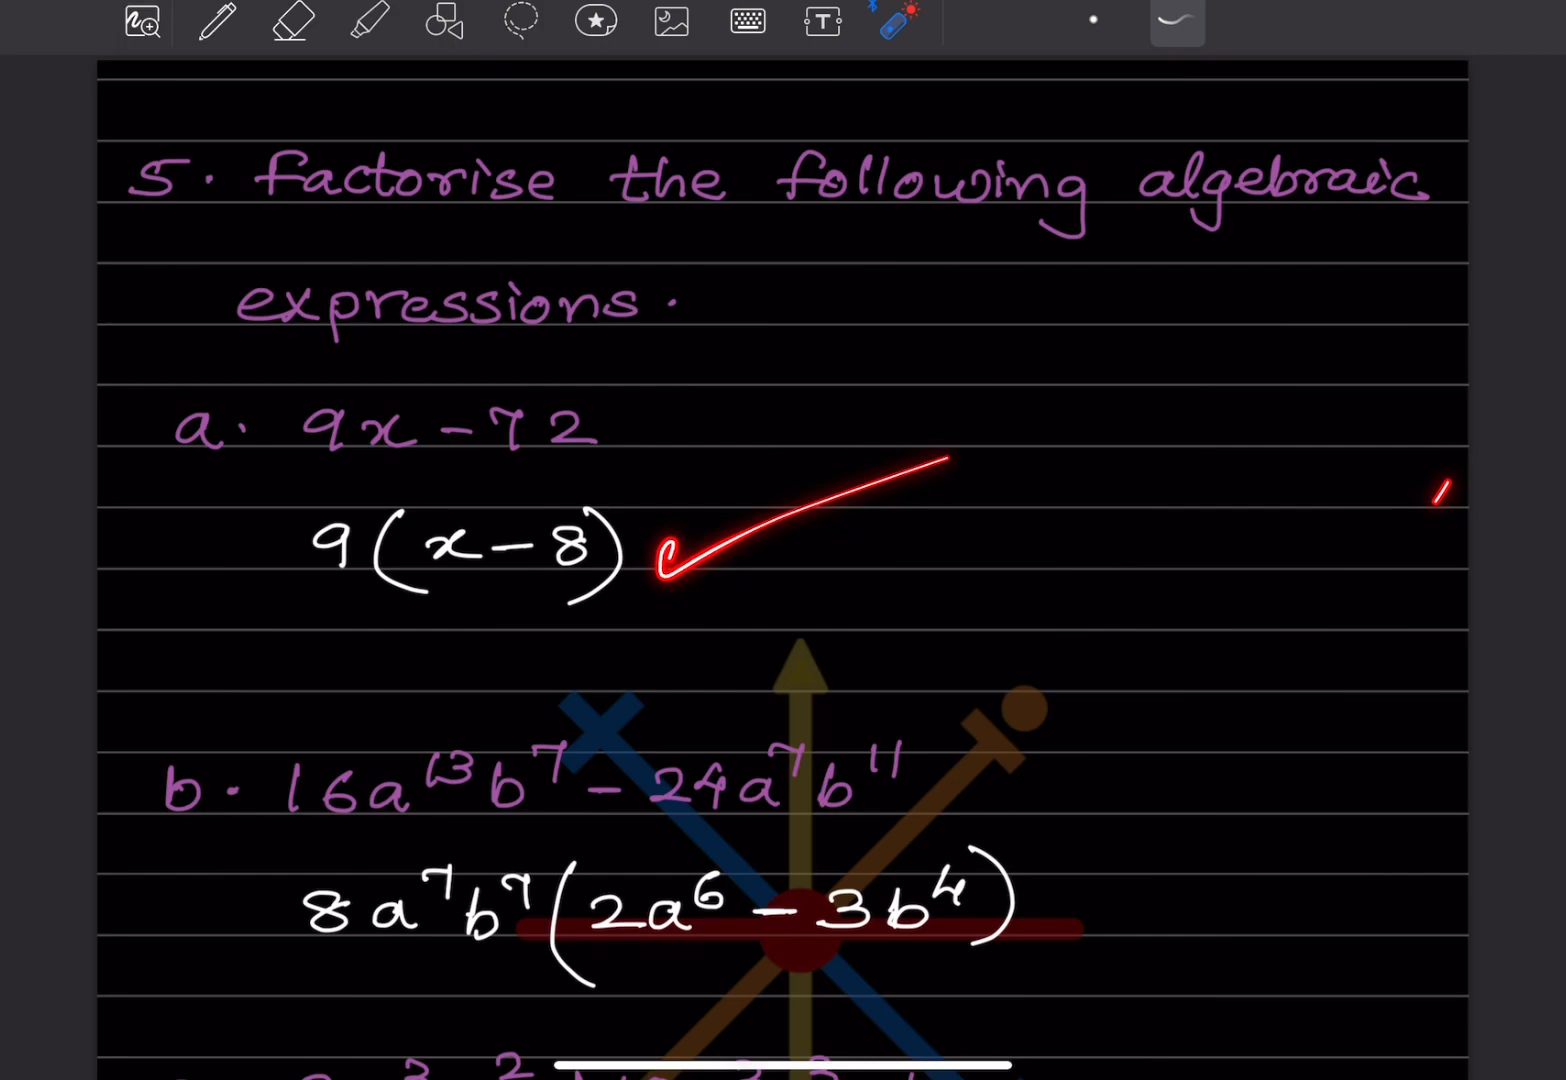 5. factorise the following algebraic
expressions.
a. 9x - 72
9(x - 8)
b. 16a¹³b⁷ - 24a⁷b¹¹
8a⁷b⁷(2a⁶ - 3b⁴)